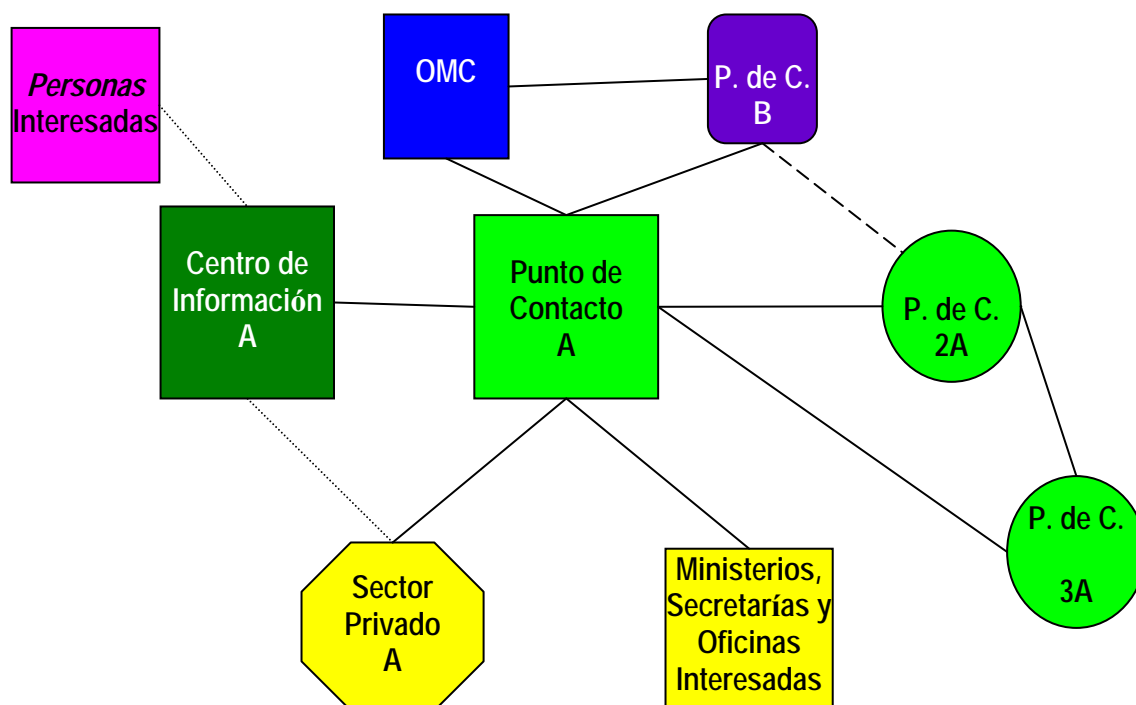 Personas
Interesadas
OMC
P. de C.
B
Centro de
Información
A
Punto de
Contacto
A
P. de C.
2A
P. de C.
3A
Sector
Privado
A
Ministerios,
Secretarías y
Oficinas
Interesadas